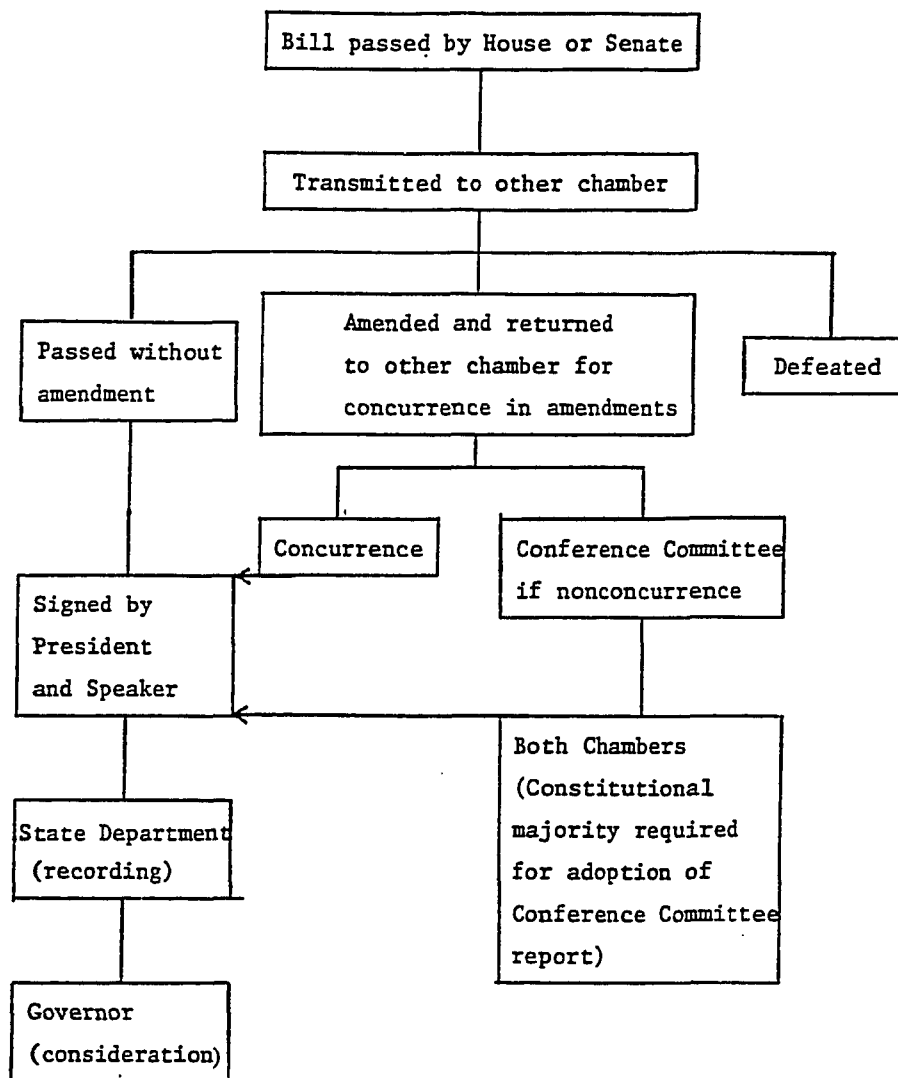 Bill passed by House or Senate
Transmitted to other chamber
Passed without
amendment
Amended and returned
to other chamber for
concurrence in amendments
Defeated
Concurrence
Conference Committee
if nonconcurrence
Signed by
President
and Speaker
Both Chambers
(Constitutional
majority required
for adoption of
Conference Committee
report)
State Department
(recording)
Governor
(consideration)